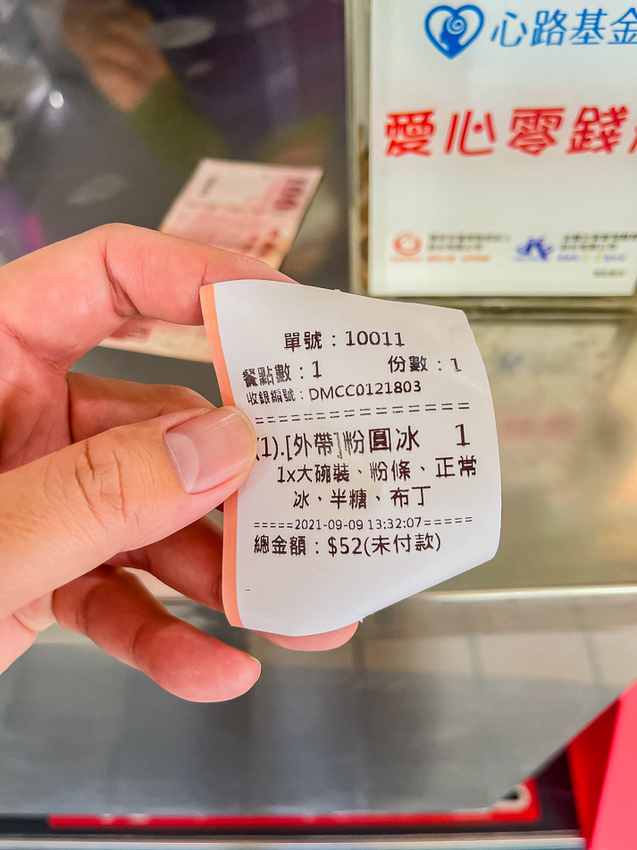 心路基金
愛心零錢
100
單號：10011
餐點數：1 份數：1
收銀編號：DMCC0121803
(1).[外帶]粉圓冰 1
1x大碗裝、粉條、正常
冰、半糖、布丁
=====2021-09-09 13:32:07=====
總金額：$52(未付款)